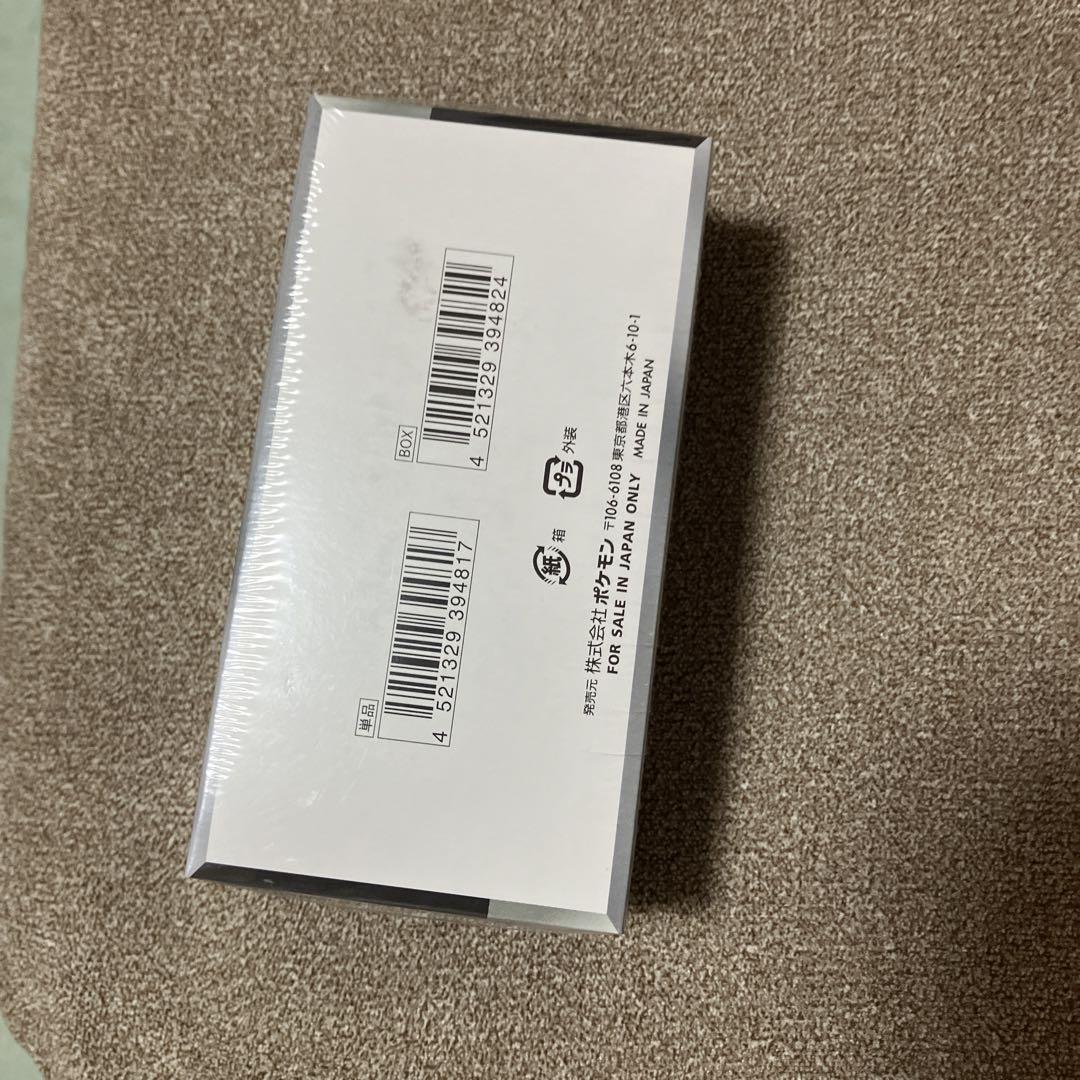 単品
4 521329 394817
BOX
4 521329 394824
紙 箱
プラ 外装
発売元 株式会社 ポケモン 〒106-6108 東京都港区六本木6-10-1
FOR SALE IN JAPAN ONLY MADE IN JAPAN